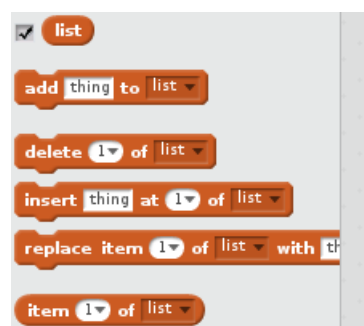 list
add thing to list
delete 1 of list
insert thing at 1 of list
replace item 1 of list with th
item 1 of list